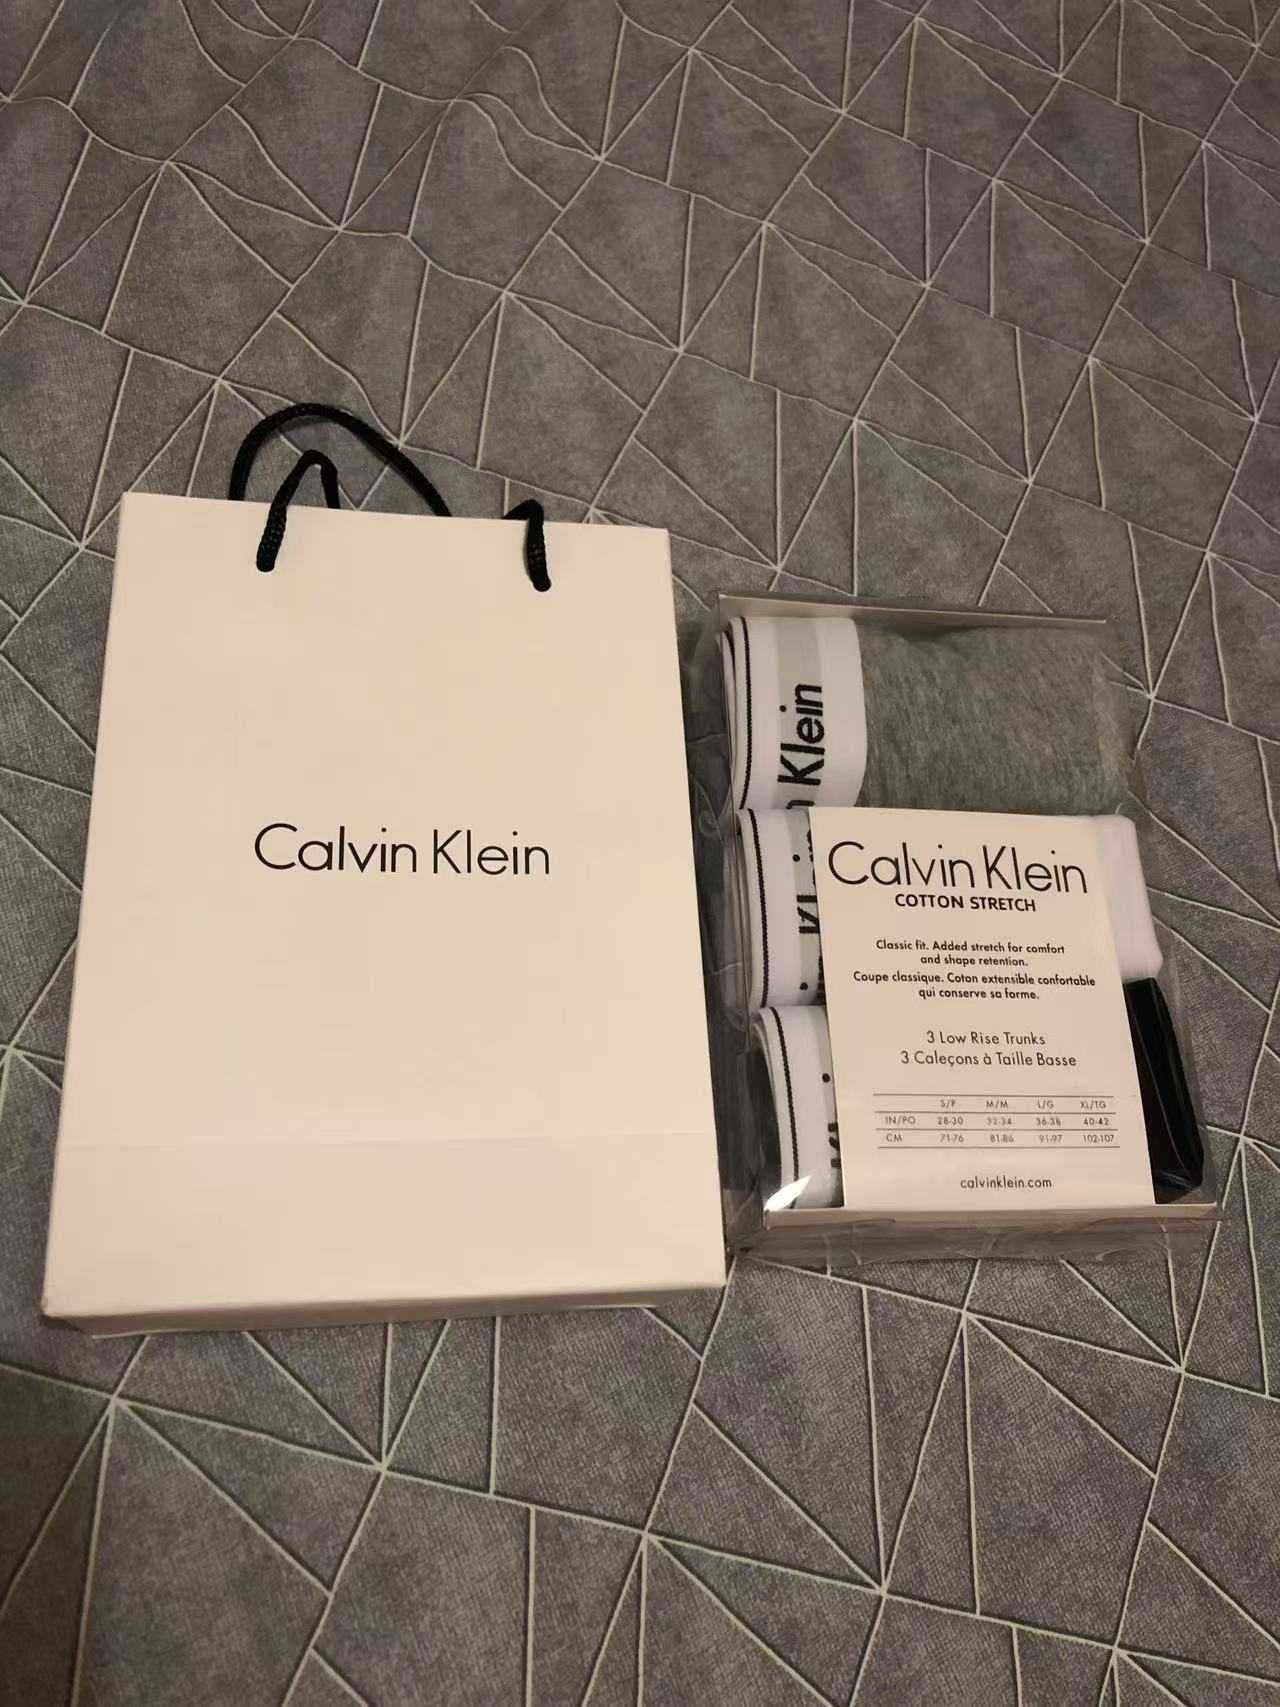 Calvin Klein
Klein
Calvin Klein
COTTON STRETCH
Classic fit. Added stretch for comfort
and shape retention.
Coupe classique. Coton extensible confortable
qui conserve sa forme.
3 Low Rise Trunks
3 Caleçons à Taille Basse
S/P M/M L/G XL/TG
IN/PO 28-30 32-34 36-38 40-42
CM 71-76 81-86 91-97 102-107
calvinklein.com